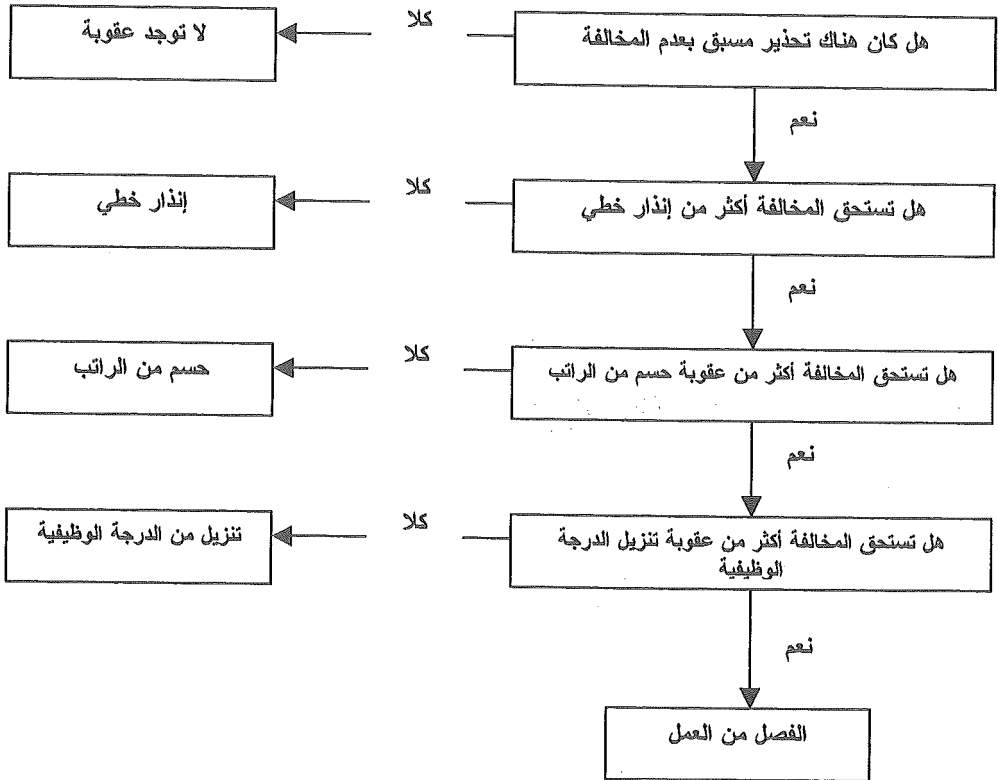 هل كان هناك تحذير مسبق بعدم المخالفة
كلا
لا توجد عقوبة
نعم
هل تستحق المخالفة أكثر من إنذار خطي
كلا
إنذار خطي
نعم
هل تستحق المخالفة أكثر من عقوبة حسم من الراتب
كلا
حسم من الراتب
نعم
هل تستحق المخالفة أكثر من عقوبة تنزيل الدرجة
الوظيفية
كلا
تنزيل من الدرجة الوظيفية
نعم
الفصل من العمل